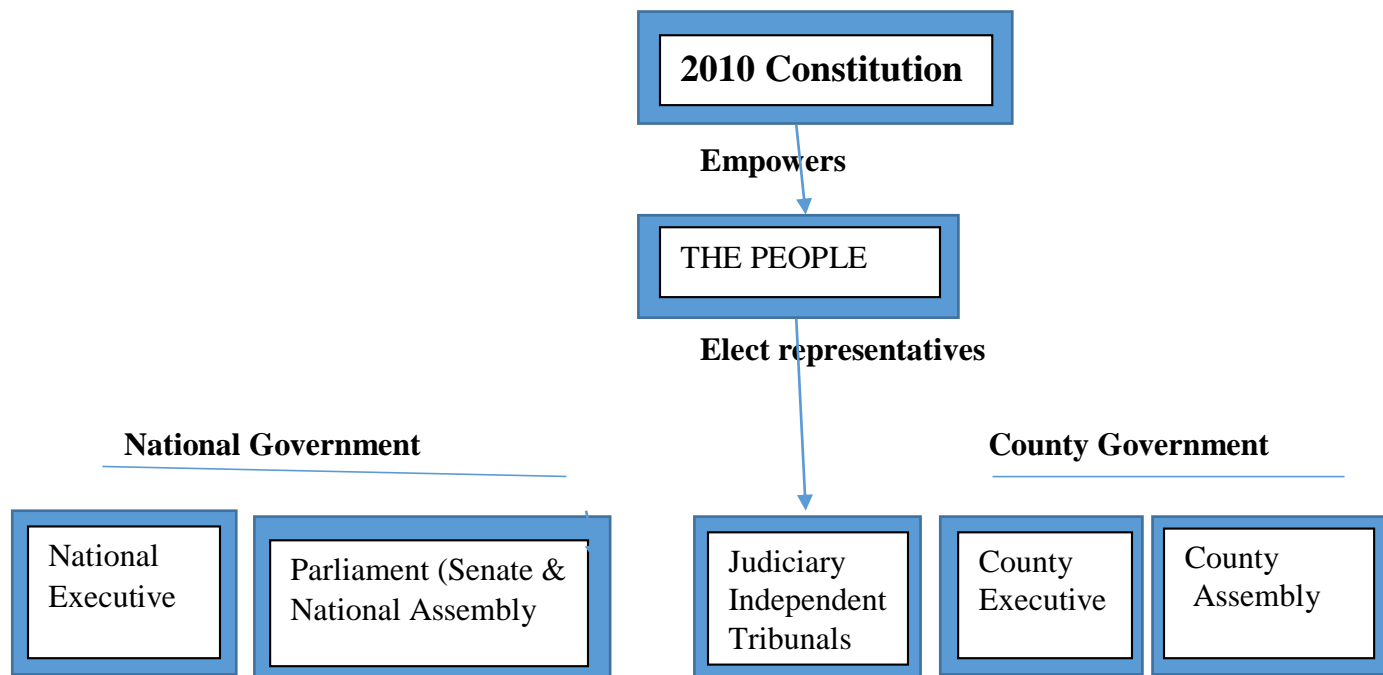 2010 Constitution
Empowers
THE PEOPLE
Elect representatives
National Government
County Government
National
Executive
Parliament (Senate &
National Assembly
Judiciary
Independent
Tribunals
County
Executive
County
Assembly